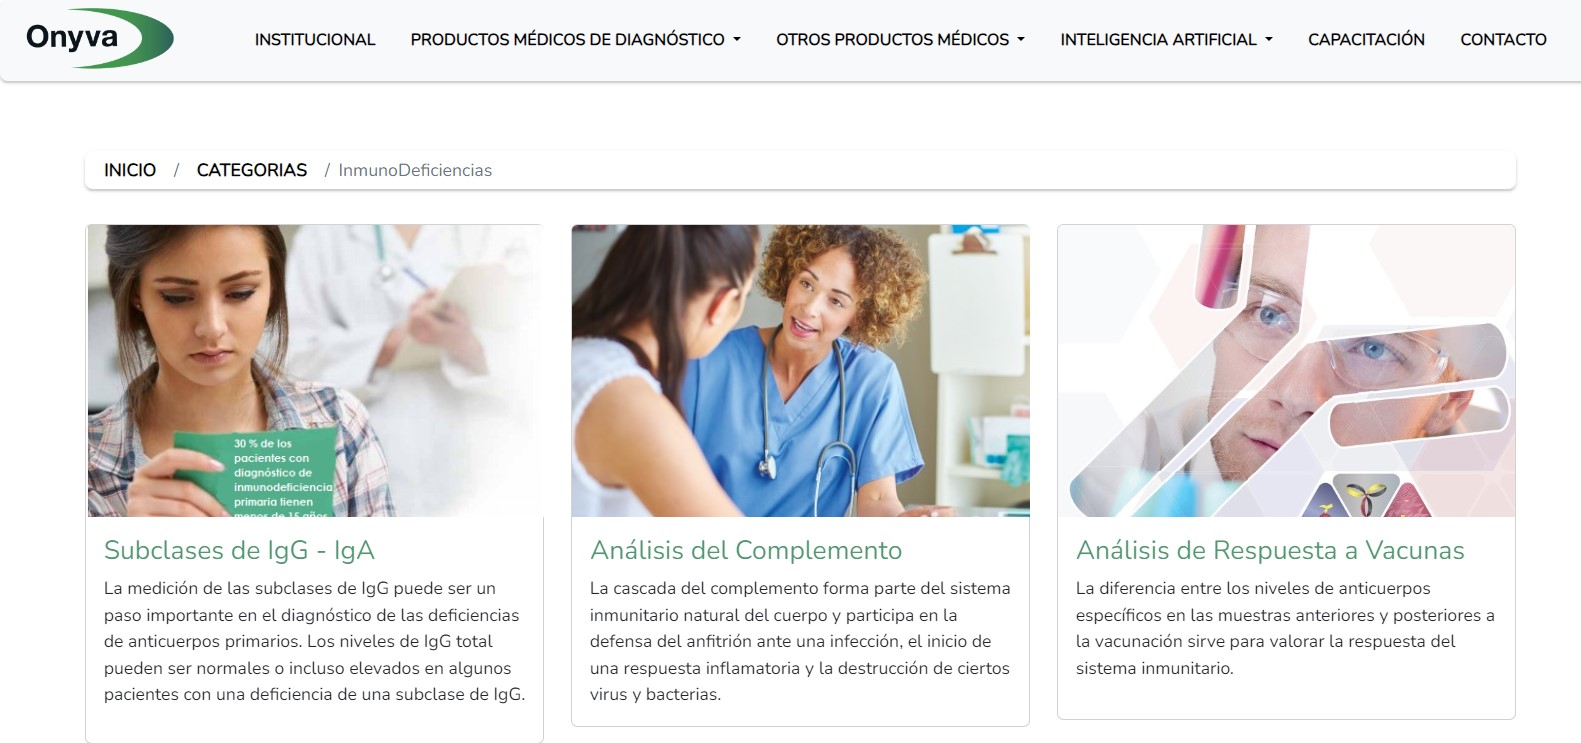 Onyva
INSTITUCIONAL
PRODUCTOS MÉDICOS DE DIAGNÓSTICO
OTROS PRODUCTOS MÉDICOS
INTELIGENCIA ARTIFICIAL
CAPACITACIÓN
CONTACTO
INICIO / CATEGORIAS / InmunoDeficiencias
30 % de los
pacientes con
diagnóstico de
inmunodeficiencia
primaria tienen
menos de 15 años
Subclases de IgG - IgA
La medición de las subclases de IgG puede ser un
paso importante en el diagnóstico de las deficiencias
de anticuerpos primarios. Los niveles de IgG total
pueden ser normales o incluso elevados en algunos
pacientes con una deficiencia de una subclase de IgG.
Análisis del Complemento
La cascada del complemento forma parte del sistema
inmunitario natural del cuerpo y participa en la
defensa del anfitrión ante una infección, el inicio de
una respuesta inflamatoria y la destrucción de ciertos
virus y bacterias.
Análisis de Respuesta a Vacunas
La diferencia entre los niveles de anticuerpos
específicos en las muestras anteriores y posteriores a
la vacunación sirve para valorar la respuesta del
sistema inmunitario.